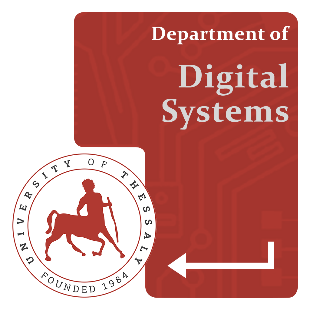 Department of
Digital
Systems
UNIVERSITY OF THESSALY
FOUNDED 1984